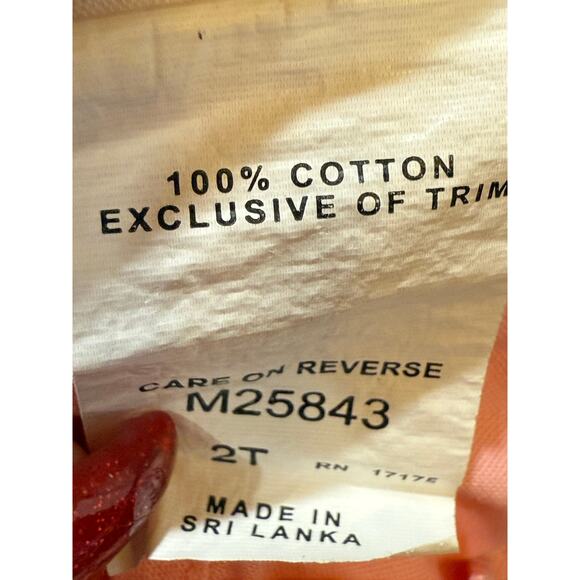 100% COTTON
EXCLUSIVE OF TRIM
CARE ON REVERSE
M25843
2T RN 17175
MADE IN
SRI LANKA